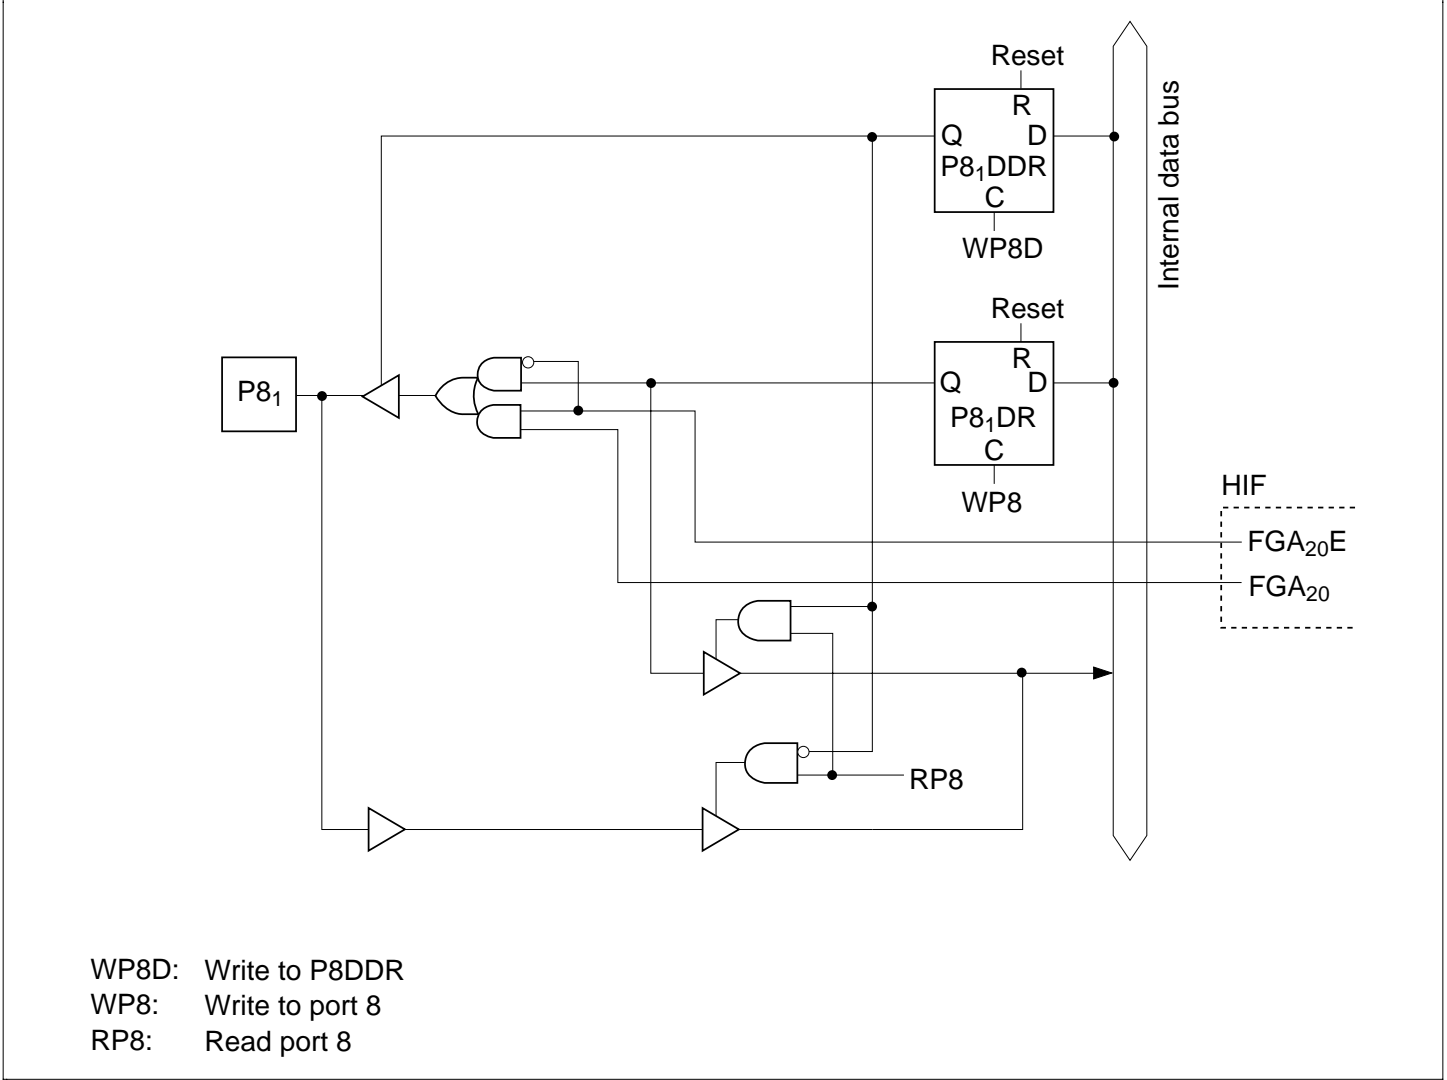 Reset
R
Q D
P8₁DDR
C
WP8D
Internal data bus
Reset
R
Q D
P8₁DR
C
WP8
P8₁
HIF
FGA₂₀E
FGA₂₀
RP8
WP8D: Write to P8DDR
WP8: Write to port 8
RP8: Read port 8